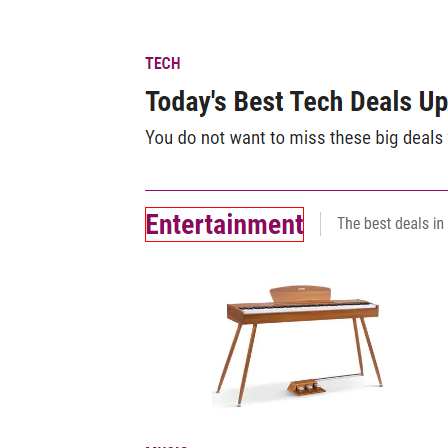 TECH
Today's Best Tech Deals Up
You do not want to miss these big deals
Entertainment
The best deals in